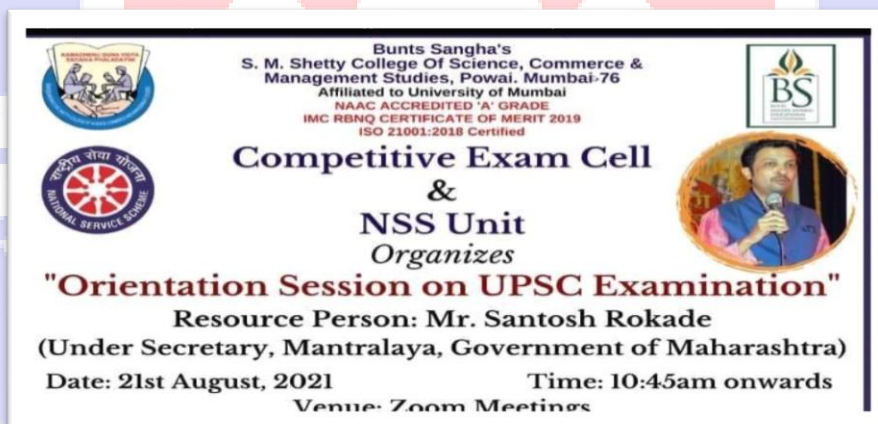 Bunts Sangha's
S. M. Shetty College Of Science, Commerce &
Management Studies, Powai. Mumbai-76
Affiliated to University of Mumbai
NAAC ACCREDITED 'A' GRADE
IMC RBNQ CERTIFICATE OF MERIT 2019
ISO 21001:2018 Certified
BS
राष्ट्रीय सेवा योजना
NATIONAL SERVICE SCHEME
Competitive Exam Cell
&
NSS Unit
Organizes
"Orientation Session on UPSC Examination"
Resource Person: Mr. Santosh Rokade
(Under Secretary, Mantralaya, Government of Maharashtra)
Date: 21st August, 2021 Time: 10:45am onwards
Venue: Zoom Meetings